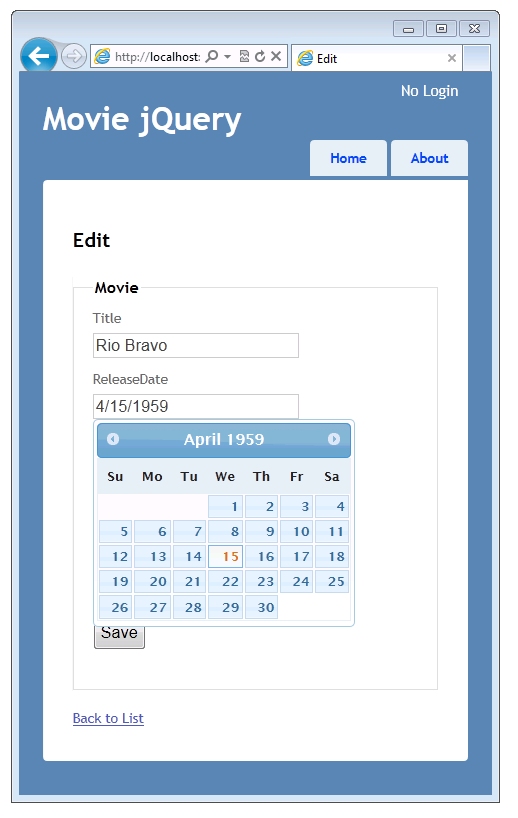 http://localhost:
Edit
No Login
Movie jQuery
Home About
Edit
Movie
Title
Rio Bravo
ReleaseDate
4/15/1959
April 1959
Su Mo Tu We Th Fr Sa
1 2 3 4
5 6 7 8 9 10 11
12 13 14 15 16 17 18
19 20 21 22 23 24 25
26 27 28 29 30
Save
Back to List